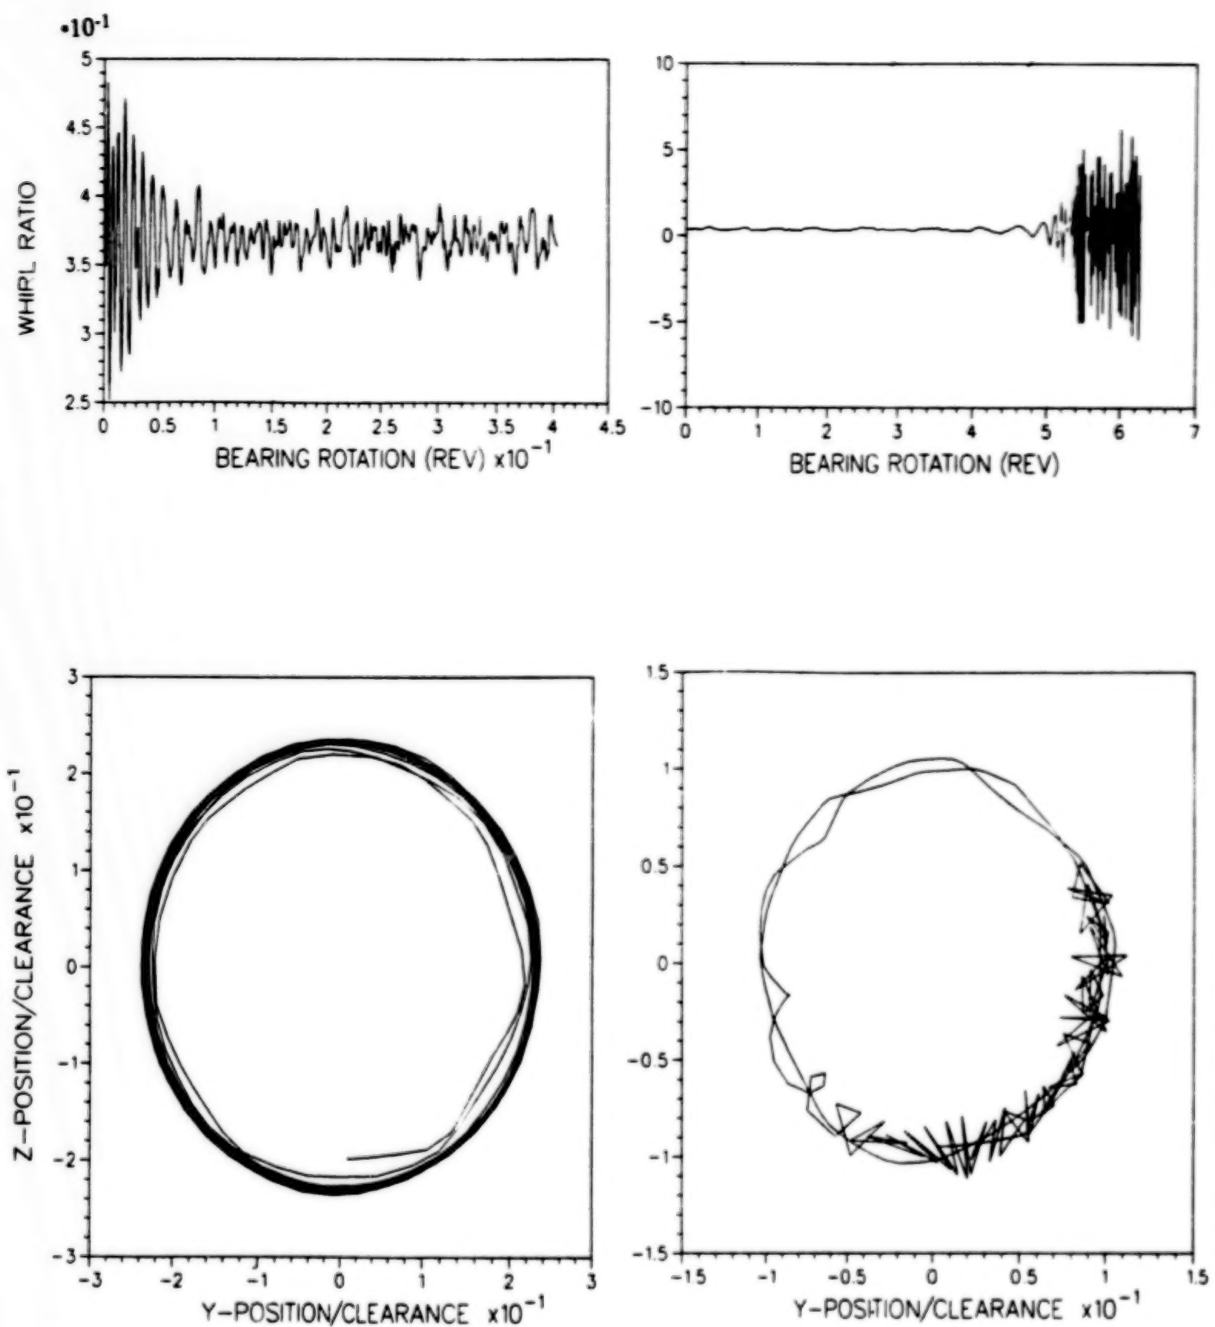 •10⁻¹
5
4.5
4
3.5
3
2.5
0 0.5 1 1.5 2 2.5 3 3.5 4 4.5
WHIRL RATIO
BEARING ROTATION (REV) x10⁻¹
10
5
0
-5
-10
0 1 2 3 4 5 6 7
BEARING ROTATION (REV)
3
2
1
0
-1
-2
-3
-3 -2 -1 0 1 2 3
Z-POSITION/CLEARANCE x10⁻¹
Y-POSITION/CLEARANCE x10⁻¹
1.5
1
0.5
0
-0.5
-1
-1.5
-1.5 -1 -0.5 0 0.5 1 1.5
Y-POSITION/CLEARANCE x10⁻¹